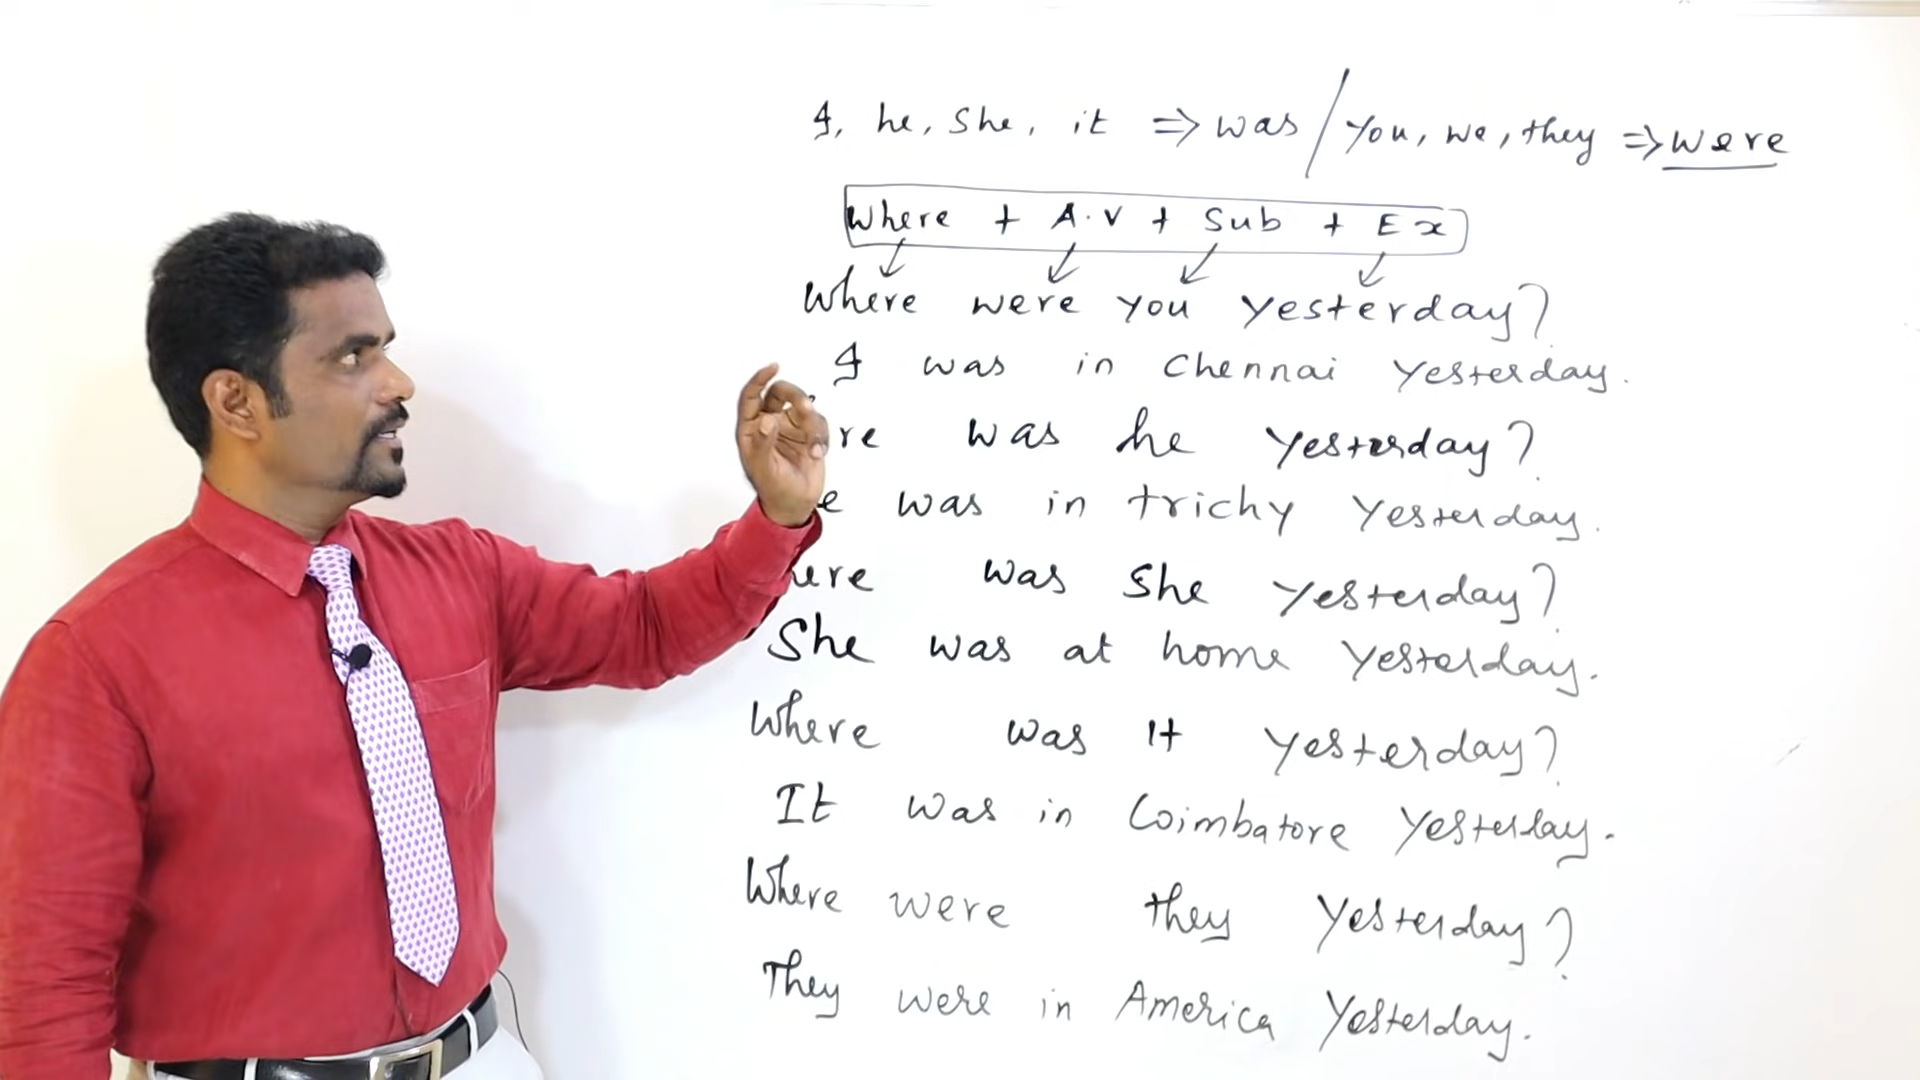 I, he, She, it => was / You, we, they => were
Where + A.V + Sub + Ex
Where were you yesterday?
I was in Chennai Yesterday.
re was he yesterday?
e was in trichy Yesterday.
ere was She yesterday?
She was at home Yesterday.
Where was It Yesterday?
It was in Coimbatore Yesterday.
Where were they Yesterday?
They were in America Yesterday.